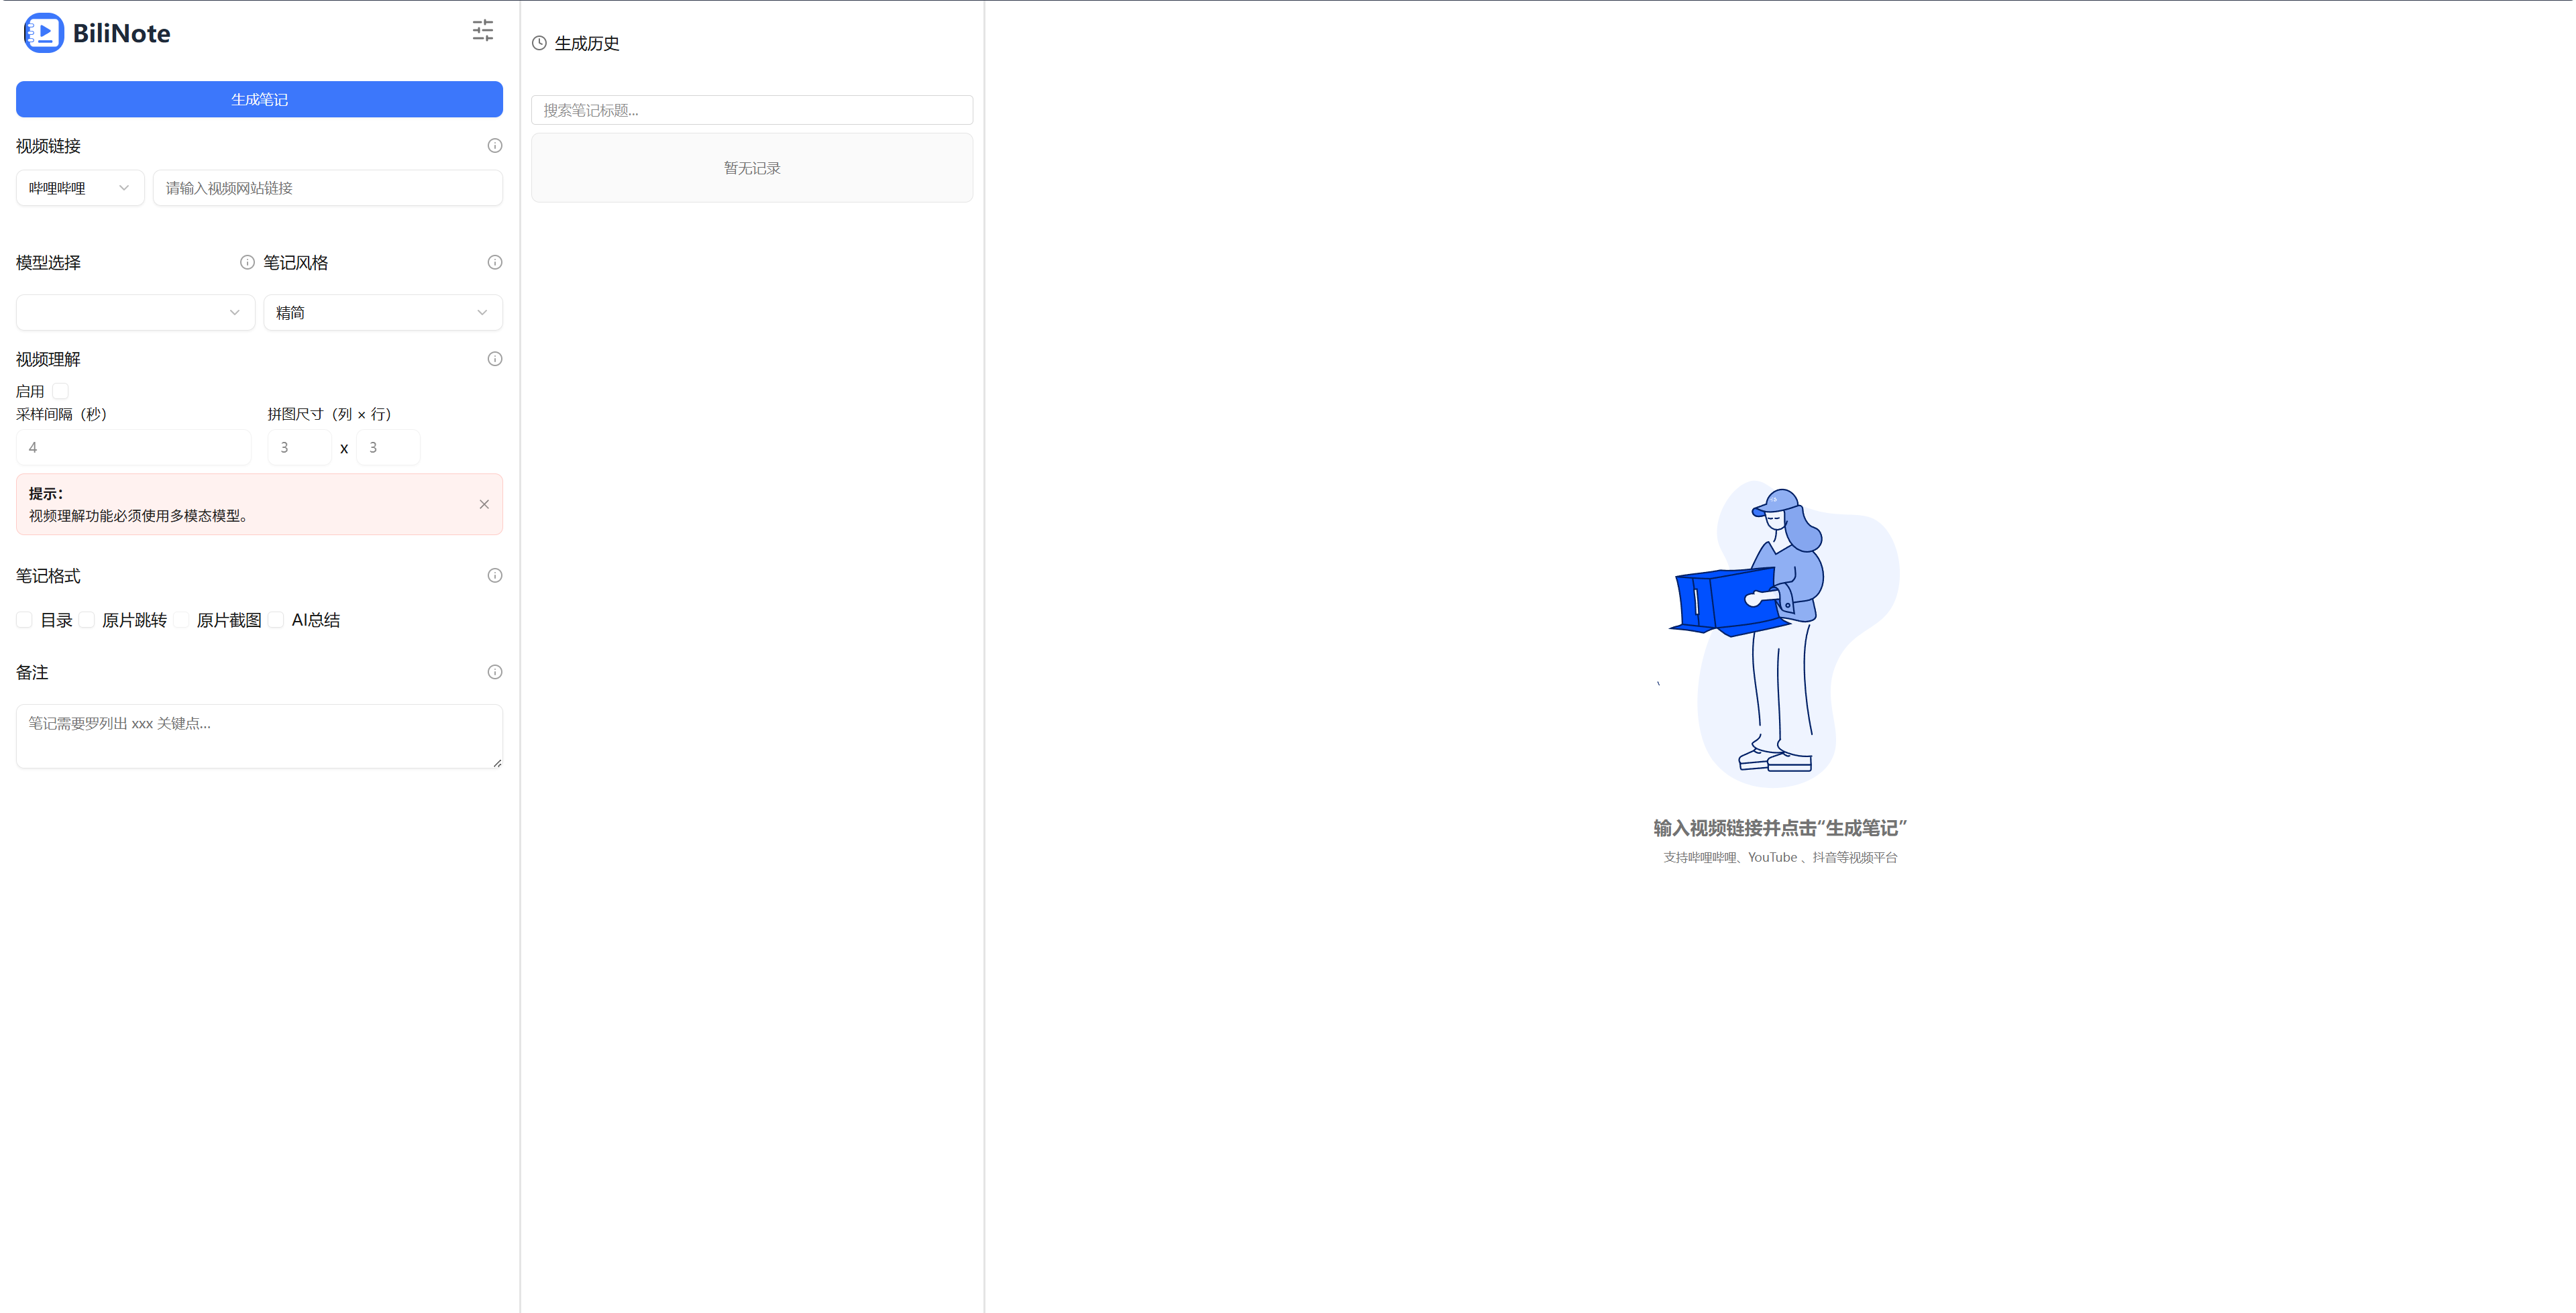 BiliNote
生成笔记
视频链接
哔哩哔哩
请输入视频网站链接
模型选择
笔记风格
精简
视频理解
启用
采样间隔（秒）
拼图尺寸（列 × 行）
4
3 x 3
提示：
视频理解功能必须使用多模态模型。
笔记格式
目录 原片跳转 原片截图 AI总结
备注
笔记需要罗列出 xxx 关键点...
生成历史
搜索笔记标题...
暂无记录
输入视频链接并点击“生成笔记”
支持哔哩哔哩、YouTube 、抖音等视频平台